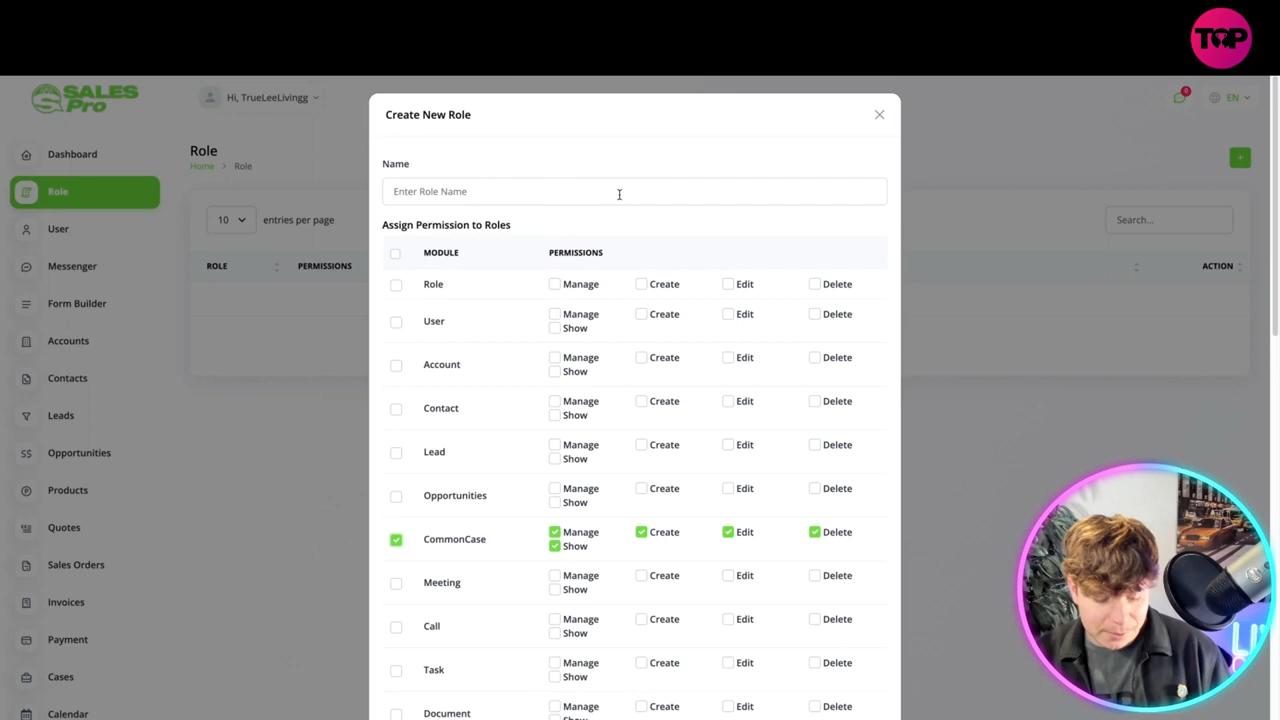 TOP
SALES
Pro
Hi, TrueLeeLivingg
0
EN
Dashboard
Role
User
Messenger
Form Builder
Accounts
Contacts
Leads
Opportunities
Products
Quotes
Sales Orders
Invoices
Payment
Cases
Calendar
Role
Home > Role
+
10 entries per page
Search...
ROLE PERMISSIONS ACTION
Create New Role
Name
Enter Role Name
Assign Permission to Roles
MODULE PERMISSIONS
Role Manage Create Edit Delete
User Manage Create Edit Delete
Show
Account Manage Create Edit Delete
Show
Contact Manage Create Edit Delete
Show
Lead Manage Create Edit Delete
Show
Opportunities Manage Create Edit Delete
Show
CommonCase Manage Create Edit Delete
Show
Meeting Manage Create Edit Delete
Show
Call Manage Create Edit Delete
Show
Task Manage Create Edit Delete
Show
Document Manage Create Edit Delete